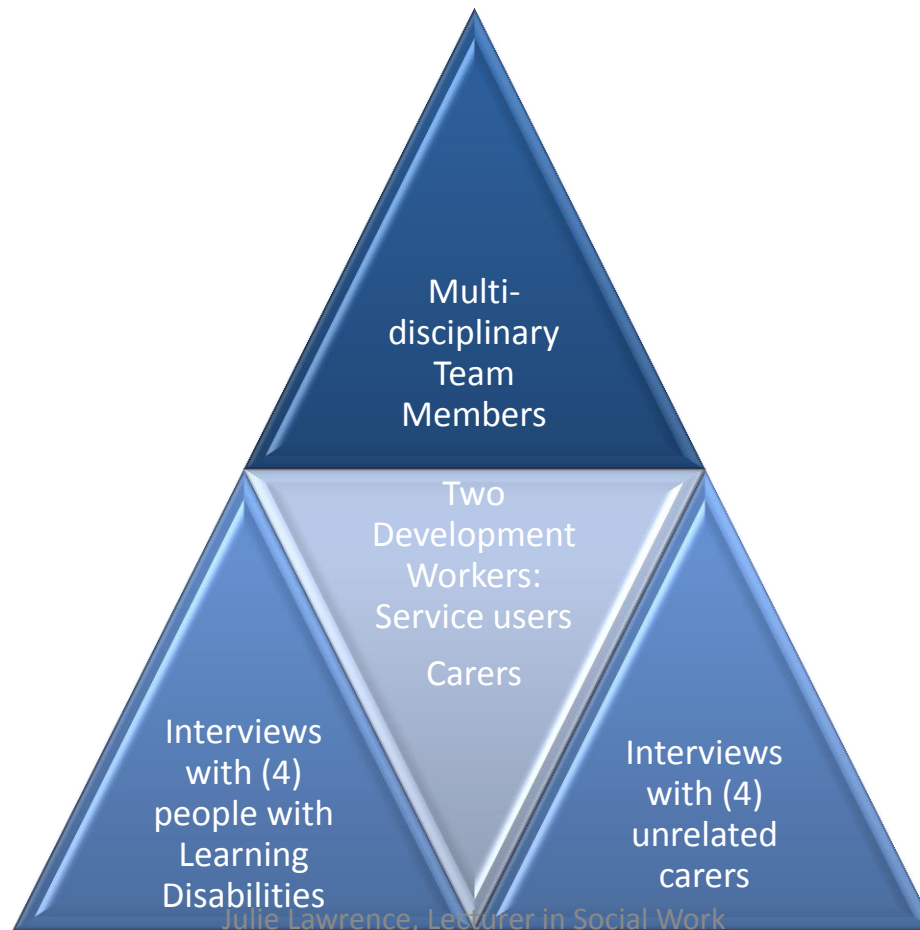 Multi-
disciplinary
Team
Members
Two
Development
Workers:
Service users
Carers
Interviews
with (4)
people with
Learning
Disabilities
Interviews
with (4)
unrelated
carers
Julie Lawrence, Lecturer in Social Work